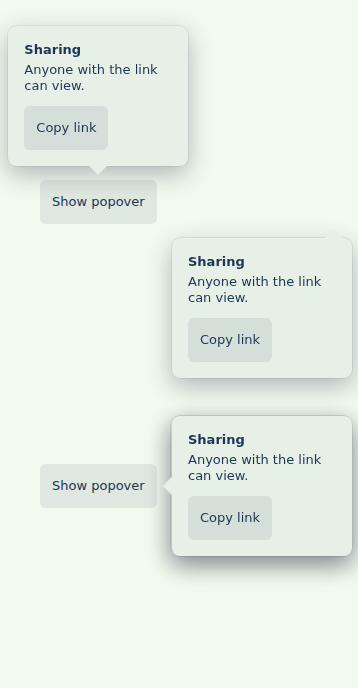 Sharing
Anyone with the link
can view.
Copy link
Show popover
Sharing
Anyone with the link
can view.
Copy link
Sharing
Anyone with the link
can view.
Show popover
Copy link